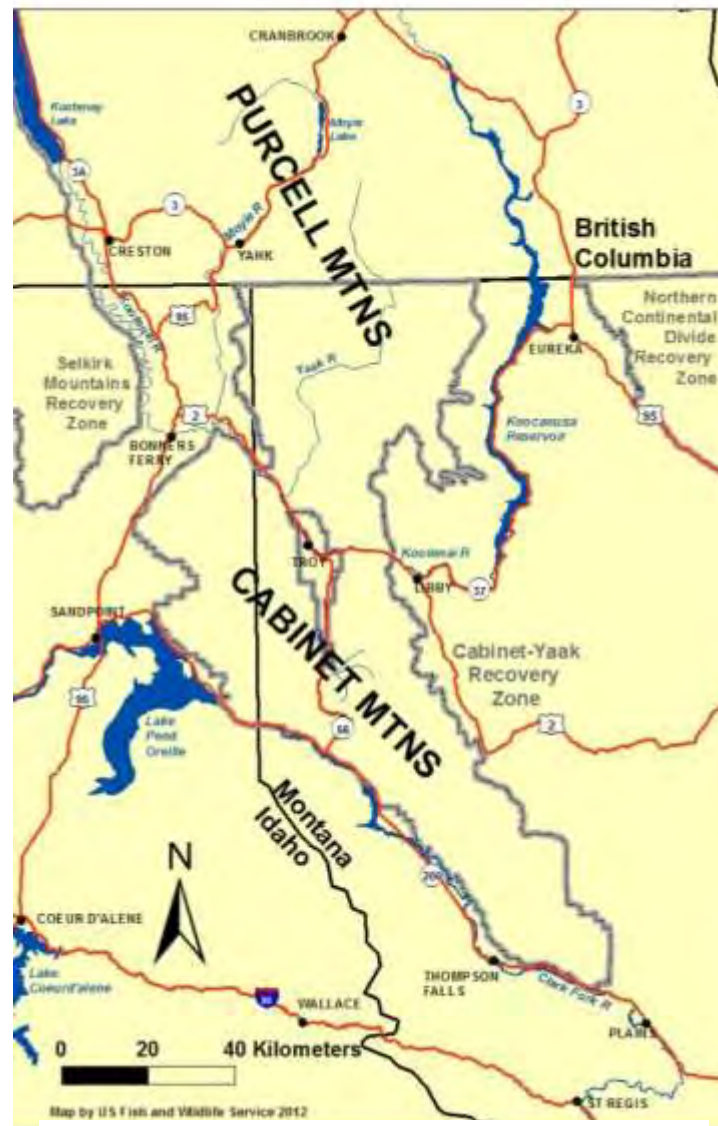 CRANBROOK
PURCELL MTNS
3
Kootenay
Lake
Moyie
Lake
3A
3
Moyie R
British
Columbia
CRESTON
YAHK
Northern
Continental
Divide
Recovery
Zone
Kootenai R
95
EUREKA
Selkirk
Mountains
Recovery
Zone
Yaak R
2
95
BONNERS
FERRY
Koocanusa
Reservoir
TROY
Kootenai R
LIBBY
37
CABINET MTNS
SANDPOINT
Cabinet-Yaak
Recovery
Zone
95
Lake
Pend
Oreille
56
2
Montana
Idaho
N
200
COEUR D'ALENE
THOMPSON
FALLS
Clark Fork R
Lake
Coeurd'alene
90
WALLACE
PLAINS
0 20 40 Kilometers
ST REGIS
Map by US Fish and Wildlife Service 2012